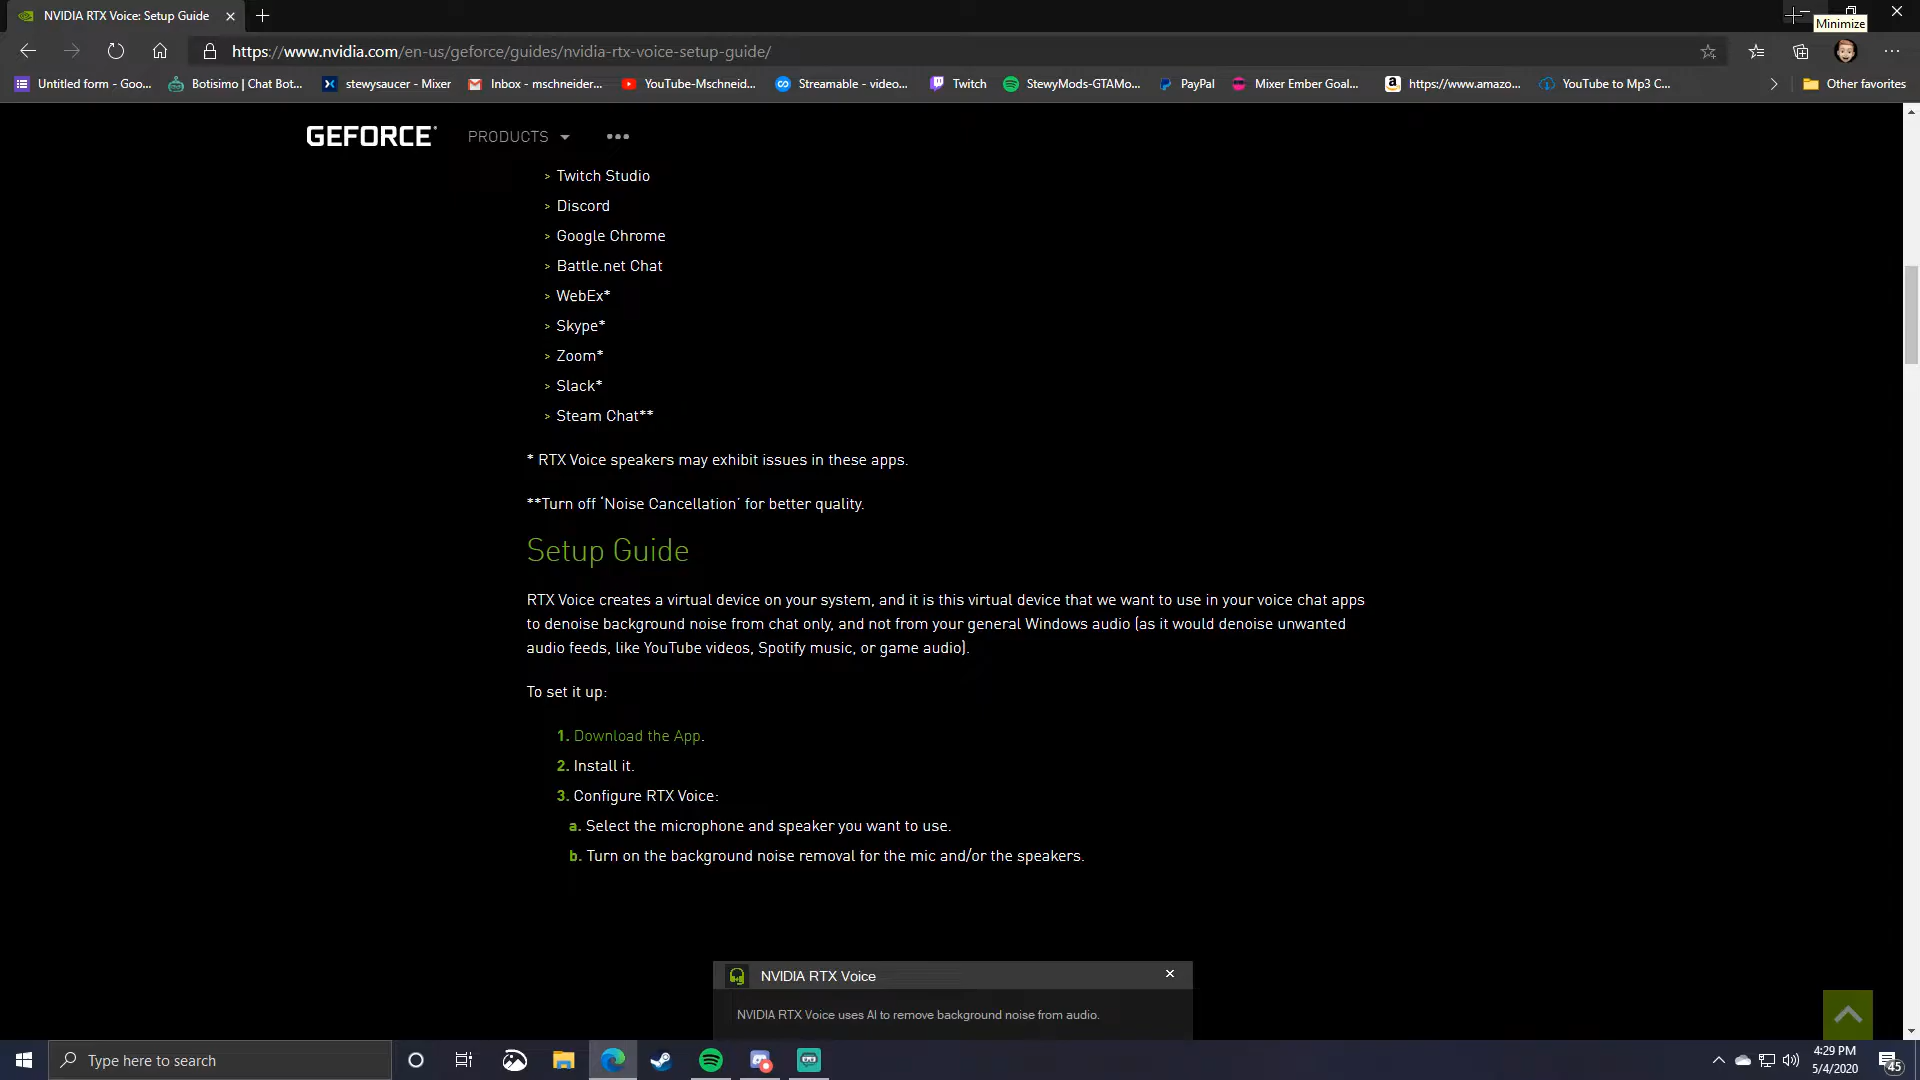 NVIDIA RTX Voice: Setup Guide
Minimize
https://www.nvidia.com/en-us/geforce/guides/nvidia-rtx-voice-setup-guide/
Untitled form - Goo...
Botisimo | Chat Bot...
stewysaucer - Mixer
Inbox - mschneider...
YouTube-Mschneid...
Streamable - video...
Twitch
StewyMods-GTAMo...
PayPal
Mixer Ember Goal...
https://www.amazo...
YouTube to Mp3 C...
Other favorites
GEFORCE
PRODUCTS
> Twitch Studio
> Discord
> Google Chrome
> Battle.net Chat
> WebEx*
> Skype*
> Zoom*
> Slack*
> Steam Chat**
* RTX Voice speakers may exhibit issues in these apps.
**Turn off ‘Noise Cancellation’ for better quality.
Setup Guide
RTX Voice creates a virtual device on your system, and it is this virtual device that we want to use in your voice chat apps
to denoise background noise from chat only, and not from your general Windows audio (as it would denoise unwanted
audio feeds, like YouTube videos, Spotify music, or game audio).
To set it up:
1. Download the App.
2. Install it.
3. Configure RTX Voice:
a. Select the microphone and speaker you want to use.
b. Turn on the background noise removal for the mic and/or the speakers.
NVIDIA RTX Voice
NVIDIA RTX Voice uses AI to remove background noise from audio.
Type here to search
4:29 PM
5/4/2020
45